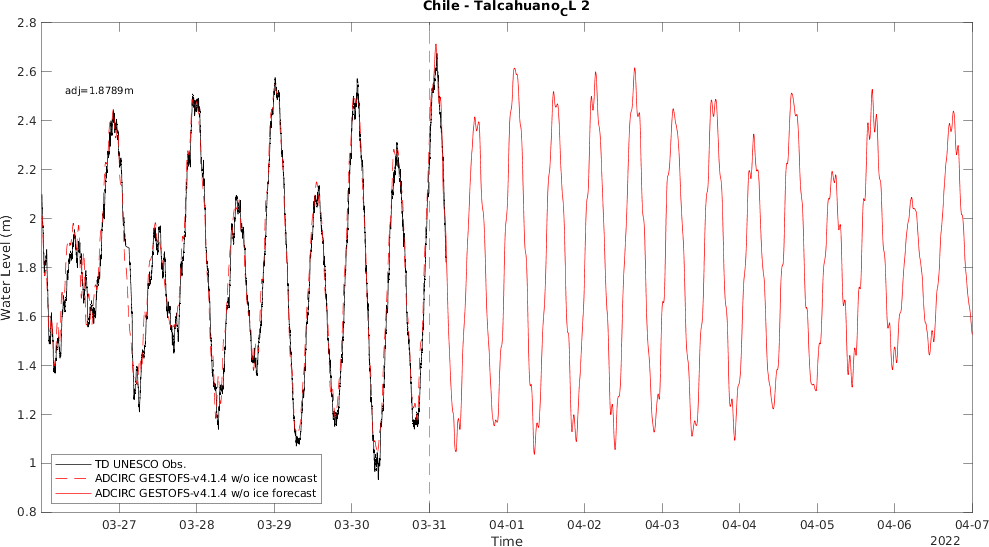 Chile - Talcahuano_CL 2
adj=1.8789m
Water Level (m)
2.8
2.6
2.4
2.2
2
1.8
1.6
1.4
1.2
1
0.8
TD UNESCO Obs.
ADCIRC GESTOFS-v4.1.4 w/o ice nowcast
ADCIRC GESTOFS-v4.1.4 w/o ice forecast
03-27 03-28 03-29 03-30 03-31 04-01 04-02 04-03 04-04 04-05 04-06 04-07
Time
2022